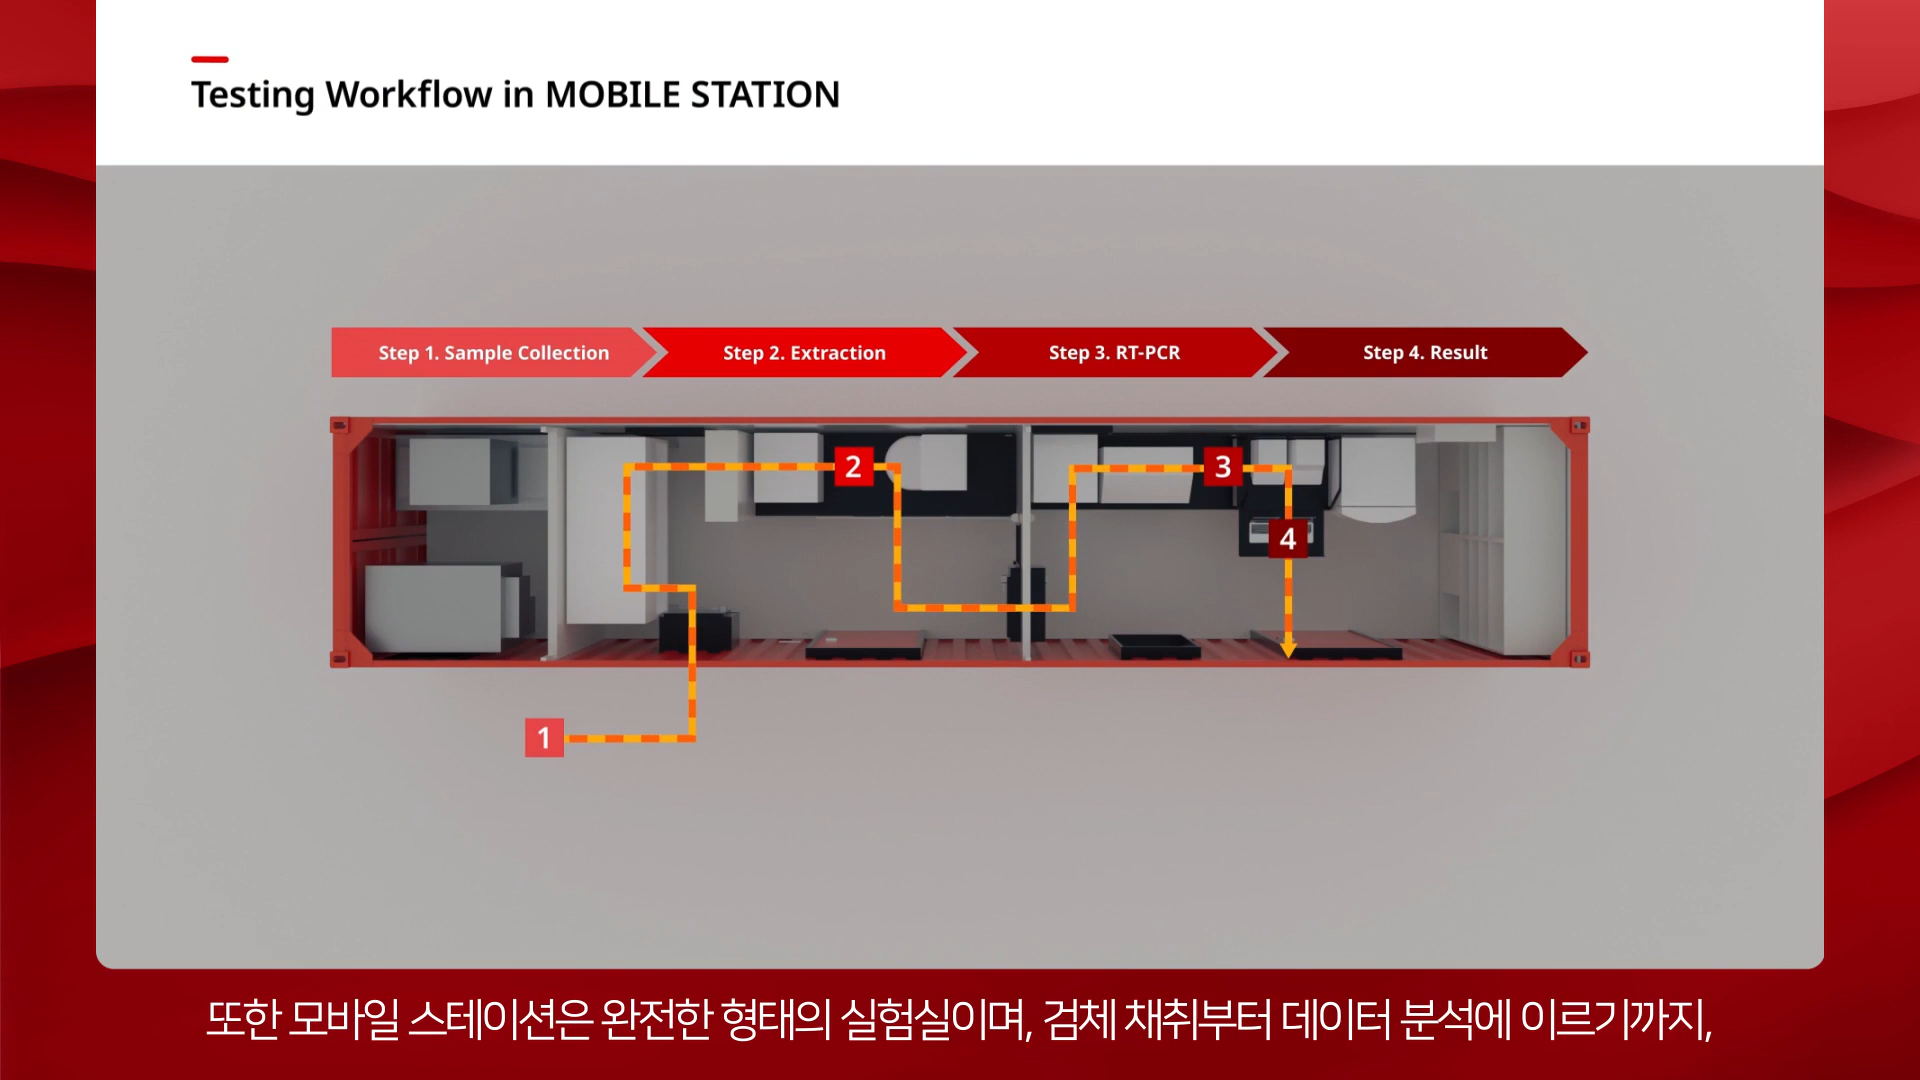 Testing Workflow in MOBILE STATION
Step 1. Sample Collection
Step 2. Extraction
Step 3. RT-PCR
Step 4. Result
2
3
4
1
또한 모바일 스테이션은 완전한 형태의 실험실이며, 검체 채취부터 데이터 분석에 이르기까지,